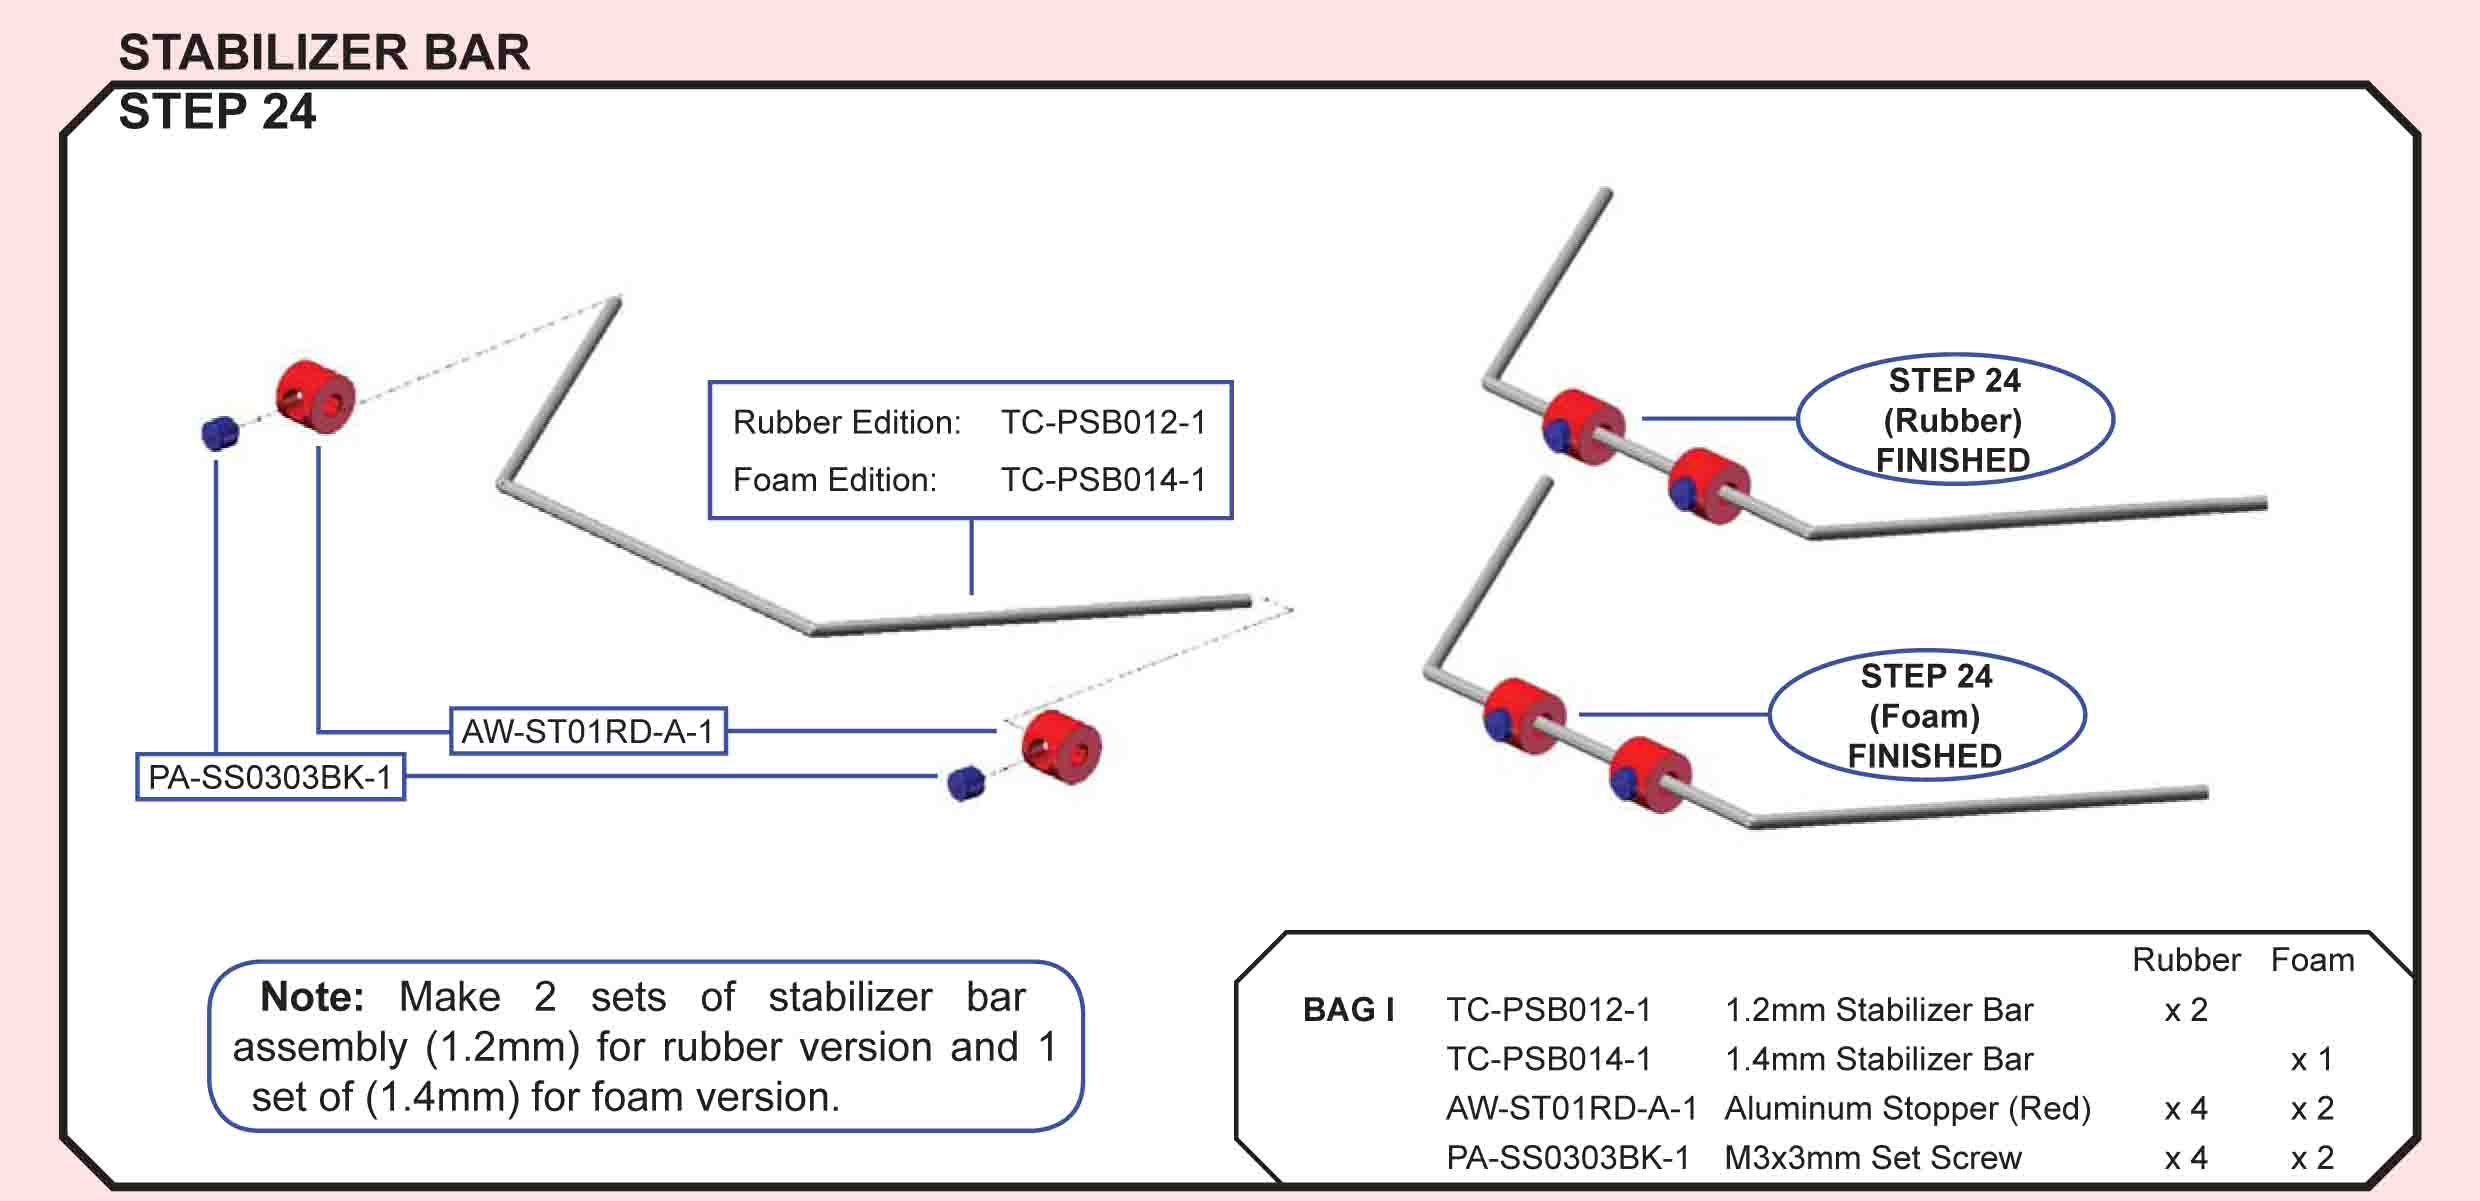 STABILIZER BAR
STEP 24
Rubber Edition: TC-PSB012-1
Foam Edition: TC-PSB014-1
AW-ST01RD-A-1
PA-SS0303BK-1
STEP 24
(Rubber)
FINISHED
STEP 24
(Foam)
FINISHED
Note: Make 2 sets of stabilizer bar
assembly (1.2mm) for rubber version and 1
set of (1.4mm) for foam version.
Rubber Foam
BAG I TC-PSB012-1 1.2mm Stabilizer Bar x 2
TC-PSB014-1 1.4mm Stabilizer Bar x 1
AW-ST01RD-A-1 Aluminum Stopper (Red) x 4 x 2
PA-SS0303BK-1 M3x3mm Set Screw x 4 x 2